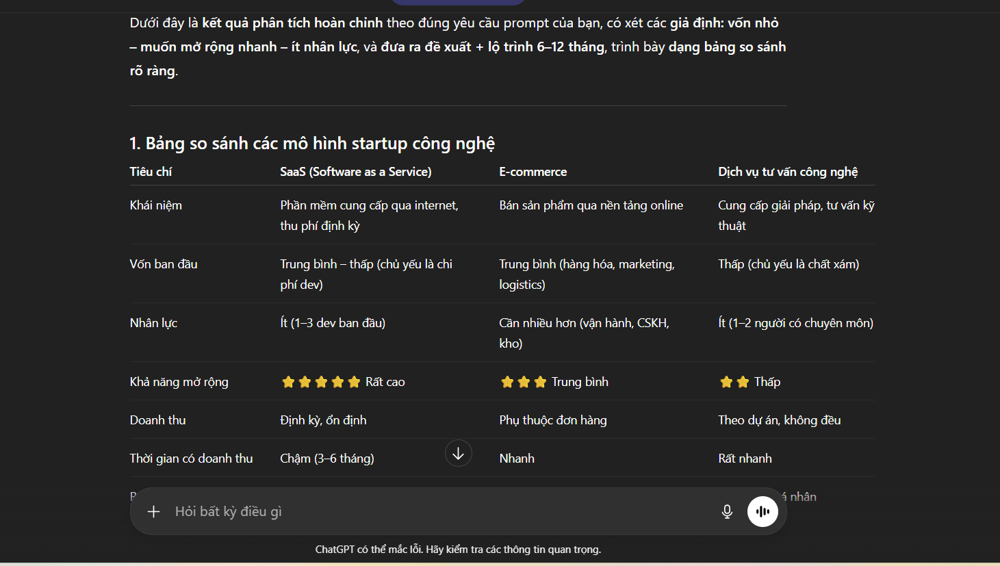 Dưới đây là kết quả phân tích hoàn chỉnh theo đúng yêu cầu prompt của bạn, có xét các giả định: vốn nhỏ
– muốn mở rộng nhanh – ít nhân lực, và đưa ra đề xuất + lộ trình 6–12 tháng, trình bày dạng bảng so sánh
rõ ràng.
1. Bảng so sánh các mô hình startup công nghệ
Tiêu chí SaaS (Software as a Service) E-commerce Dịch vụ tư vấn công nghệ
Khái niệm Phần mềm cung cấp qua internet, Bán sản phẩm qua nền tảng online Cung cấp giải pháp, tư vấn kỹ
thu phí định kỳ thuật
Vốn ban đầu Trung bình – thấp (chủ yếu là chi Trung bình (hàng hóa, marketing, Thấp (chủ yếu là chất xám)
phí dev) logistics)
Nhân lực Ít (1–3 dev ban đầu) Cần nhiều hơn (vận hành, CSKH, Ít (1–2 người có chuyên môn)
kho)
Khả năng mở rộng ⭐⭐⭐⭐⭐ Rất cao ⭐⭐⭐ Trung bình ⭐⭐ Thấp
Doanh thu Định kỳ, ổn định Phụ thuộc đơn hàng Theo dự án, không đều
Thời gian có doanh thu Chậm (3–6 tháng) Nhanh Rất nhanh
nhân
Hỏi bất kỳ điều gì
ChatGPT có thể mắc lỗi. Hãy kiểm tra các thông tin quan trọng.